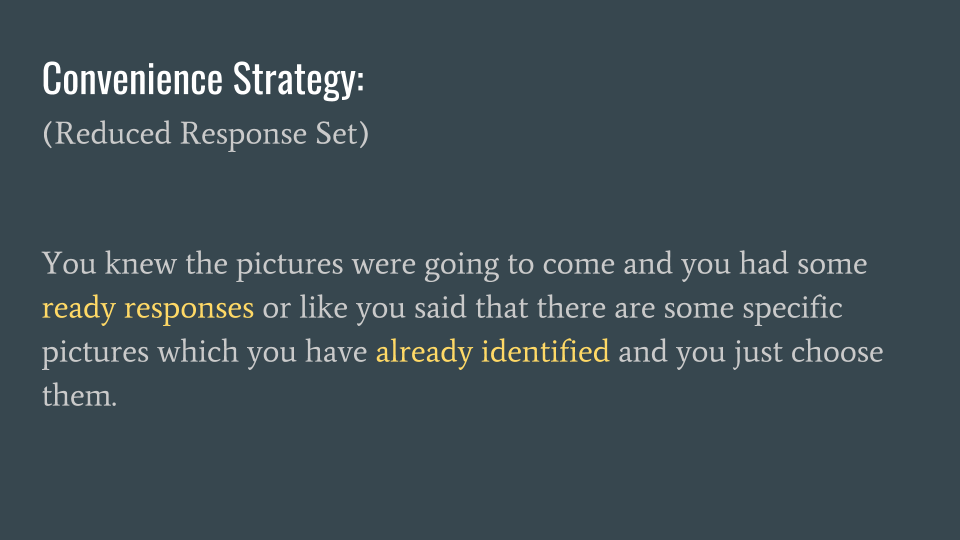 Convenience Strategy:
(Reduced Response Set)
You knew the pictures were going to come and you had some
ready responses or like you said that there are some specific
pictures which you have already identified and you just choose
them.